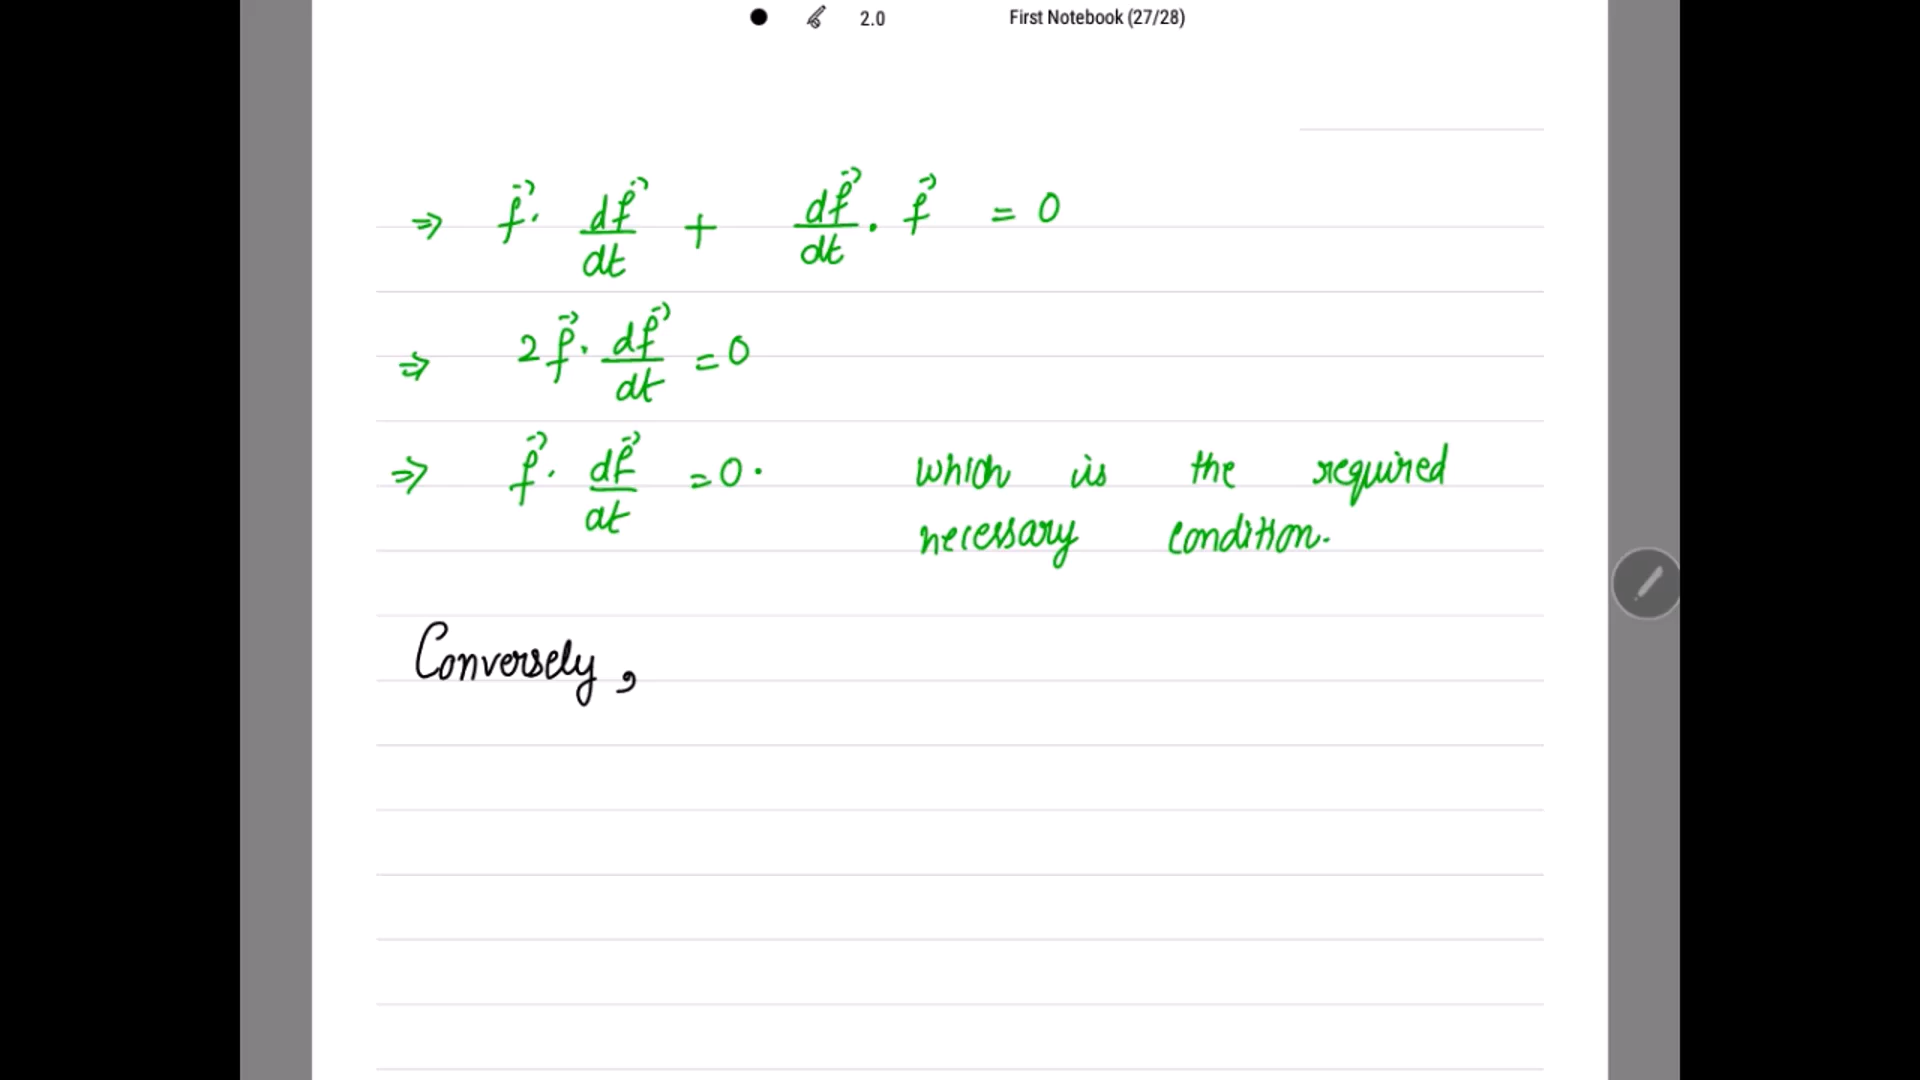 2.0 First Notebook (27/28)
⇒ f⃗ · df⃗/dt + df⃗/dt · f⃗ = 0
⇒ 2f⃗ · df⃗/dt = 0
⇒ f⃗ · df⃗/dt = 0. which is the required
necessary condition.
Conversely,